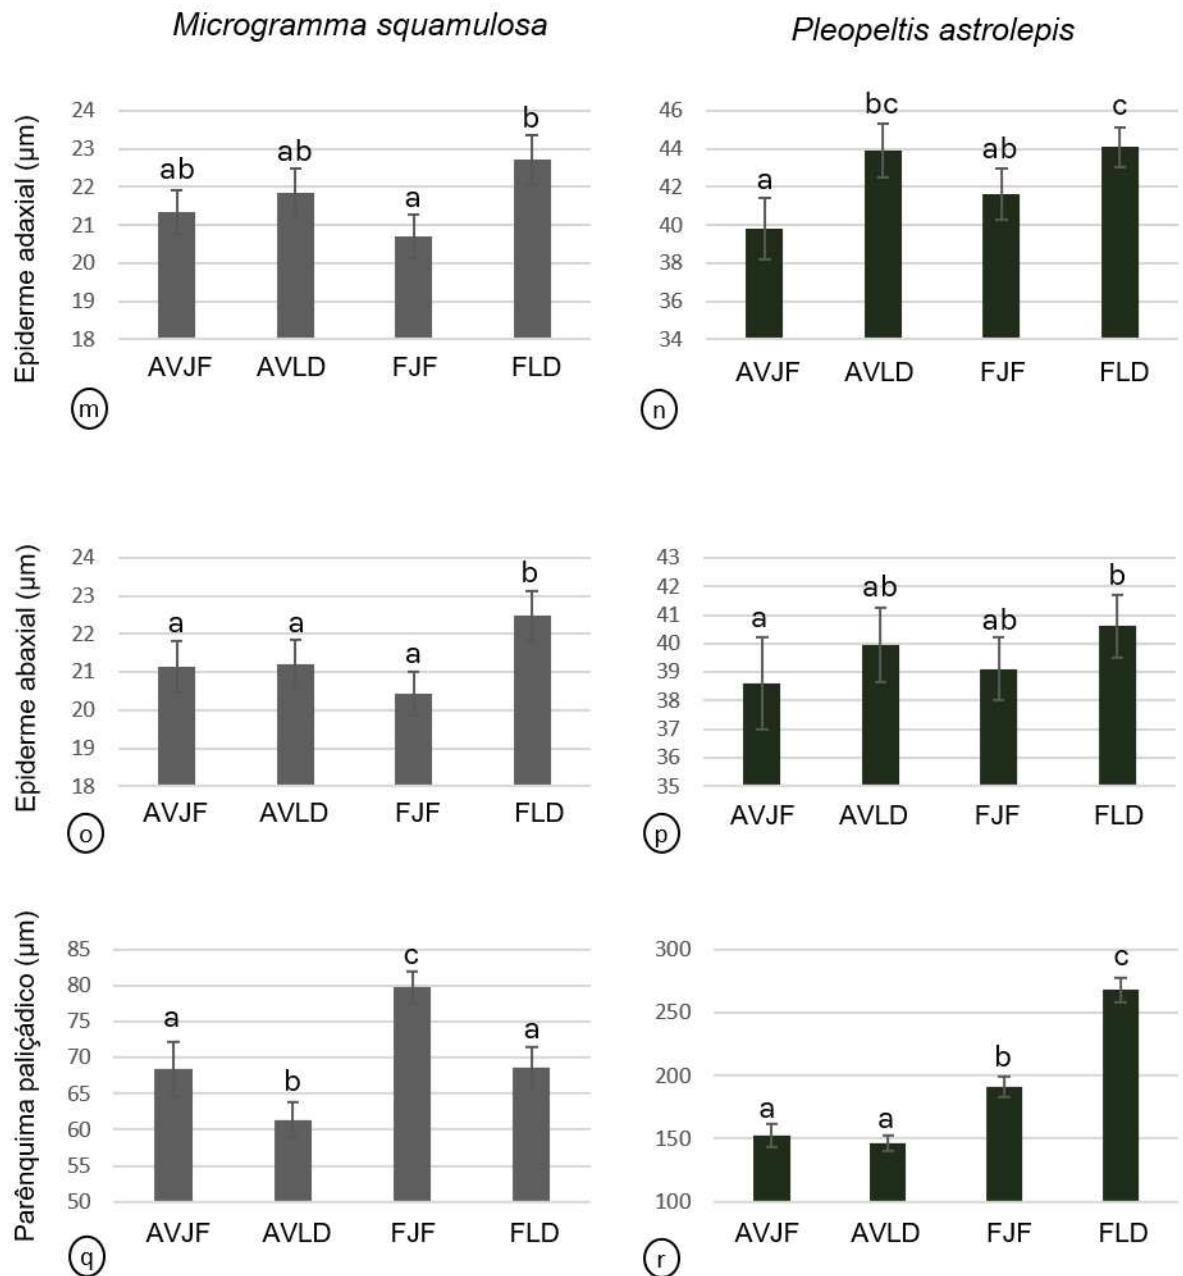 Microgramma squamulosa
Pleopeltis astrolepis
Epiderme adaxial (µm)
24
23
22
21
20
19
18
ab
ab
a
b
AVJF AVLD FJF FLD
m
46
44
42
40
38
36
34
a
bc
ab
c
AVJF AVLD FJF FLD
n
Epiderme abaxial (µm)
24
23
22
21
20
19
18
a
a
a
b
AVJF AVLD FJF FLD
o
43
42
41
40
39
38
37
36
35
a
ab
ab
b
AVJF AVLD FJF FLD
p
Parênquima paliçádico (µm)
85
80
75
70
65
60
55
50
a
b
c
a
AVJF AVLD FJF FLD
q
300
250
200
150
100
a
a
b
c
AVJF AVLD FJF FLD
r